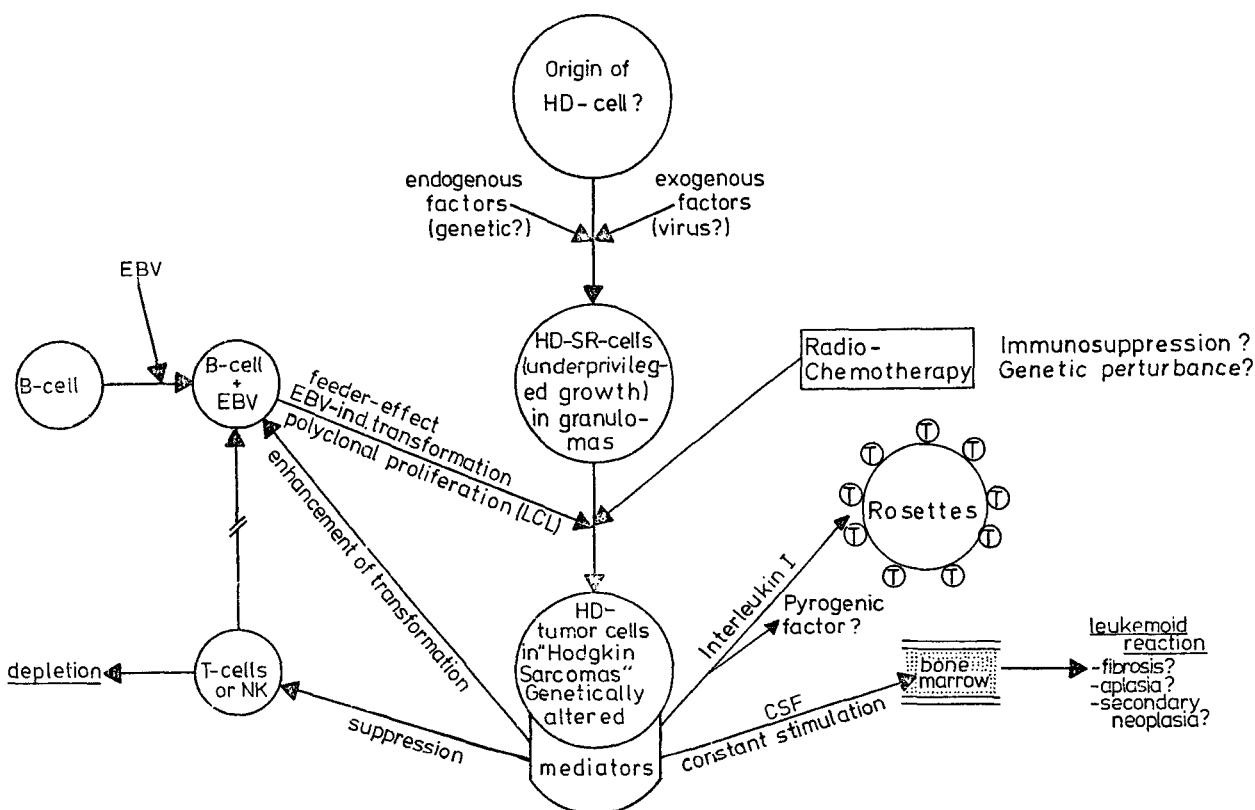 Origin of
HD-cell?
endogenous
factors
(genetic?)
exogenous
factors
(virus?)
EBV
B-cell
B-cell
+
EBV
feeder-effect
EBV-ind. transformation
polyclonal proliferation (LCL)
HD-SR-cells
(underprivileg-
ed growth)
in granulo-
mas
Radio-
Chemotherapy
Immunosuppression?
Genetic perturbance?
T
T
T
T
T
T
T
T
T
Rosettes
enhancement of transformation
HD-
tumor cells
in "Hodgkin
Sarcomas"
Genetically
altered
mediators
Interleukin I
Pyrogenic
factor?
CSF
constant stimulation
bone
marrow
leukemoid
reaction
-fibrosis?
-aplasia?
-secondary
neoplasia?
depletion
T-cells
or NK
suppression